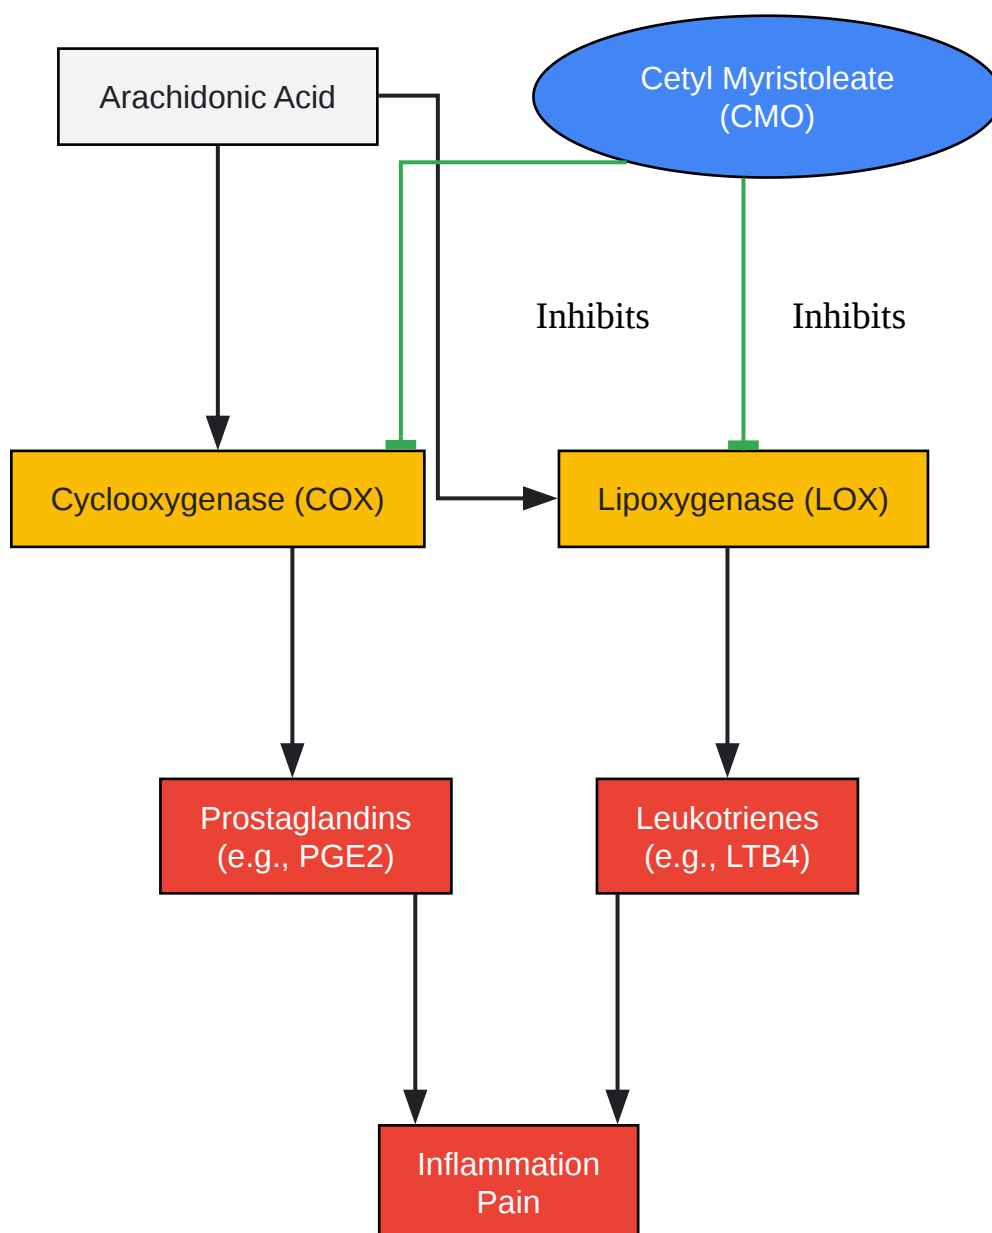 Arachidonic Acid
Cetyl Myristoleate
(CMO)
Inhibits
Inhibits
Cyclooxygenase (COX)
Lipoxygenase (LOX)
Prostaglandins
(e.g., PGE2)
Leukotrienes
(e.g., LTB4)
Inflammation
Pain